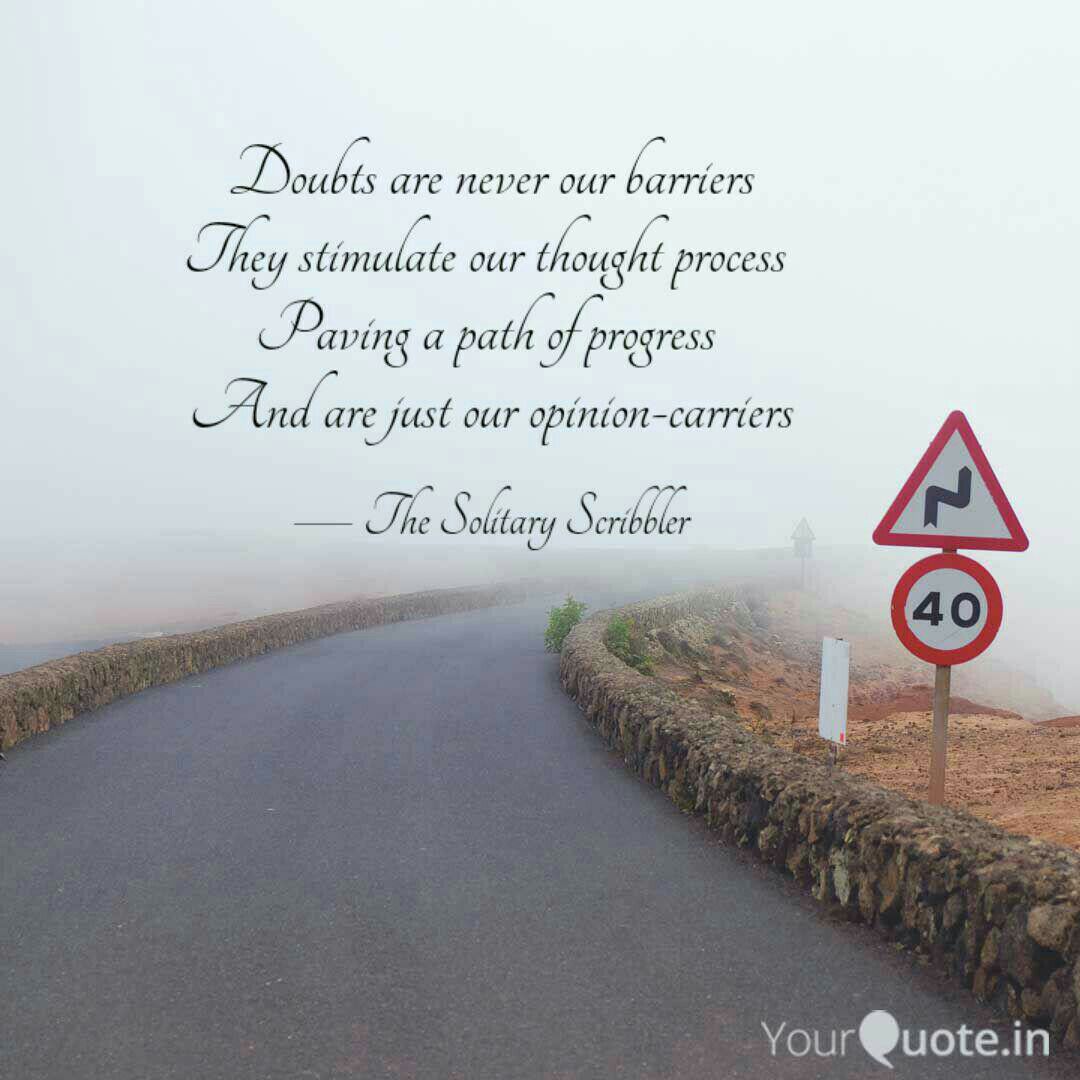 Doubts are never our barriers
They stimulate our thought process
Paving a path of progress
And are just our opinion-carriers
— The Solitary Scribbler
40
YourQuote.in